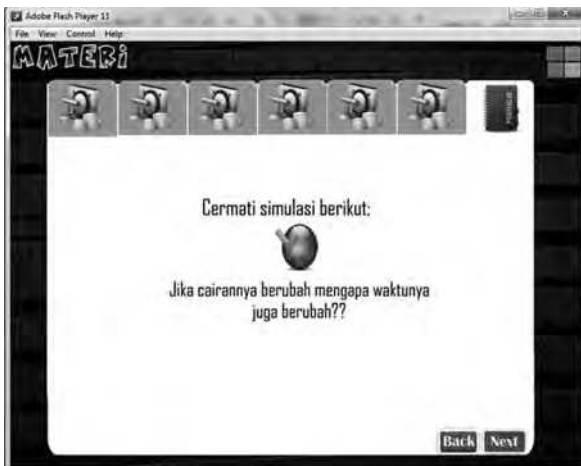 Adobe Flash Player 11
File View Control Help
MATERi
Cermati simulasi berikut:
Jika cairannya berubah mengapa waktunya
juga berubah??
Back Next